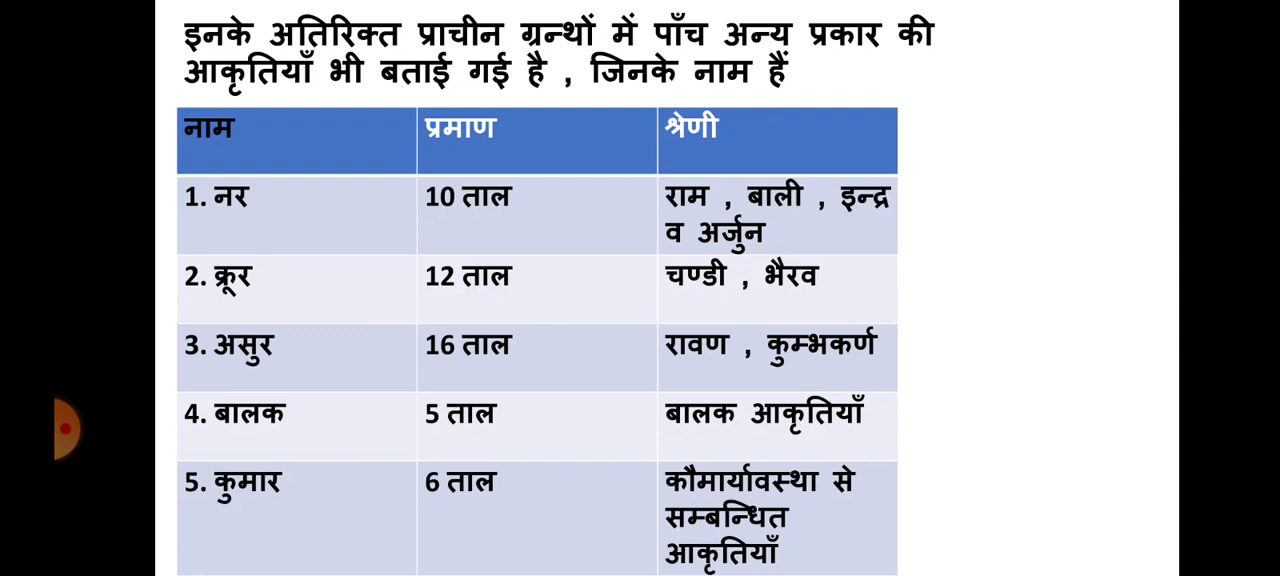 इनके अतिरिक्त प्राचीन ग्रन्थों में पाँच अन्य प्रकार की
आकृतियाँ भी बताई गई है , जिनके नाम हैं
नाम प्रमाण श्रेणी
1. नर 10 ताल राम , बाली , इन्द्र
व अर्जुन
2. क्रूर 12 ताल चण्डी , भैरव
3. असुर 16 ताल रावण , कुम्भकर्ण
4. बालक 5 ताल बालक आकृतियाँ
5. कुमार 6 ताल कौमार्यावस्था से
सम्बन्धित
आकृतियाँ